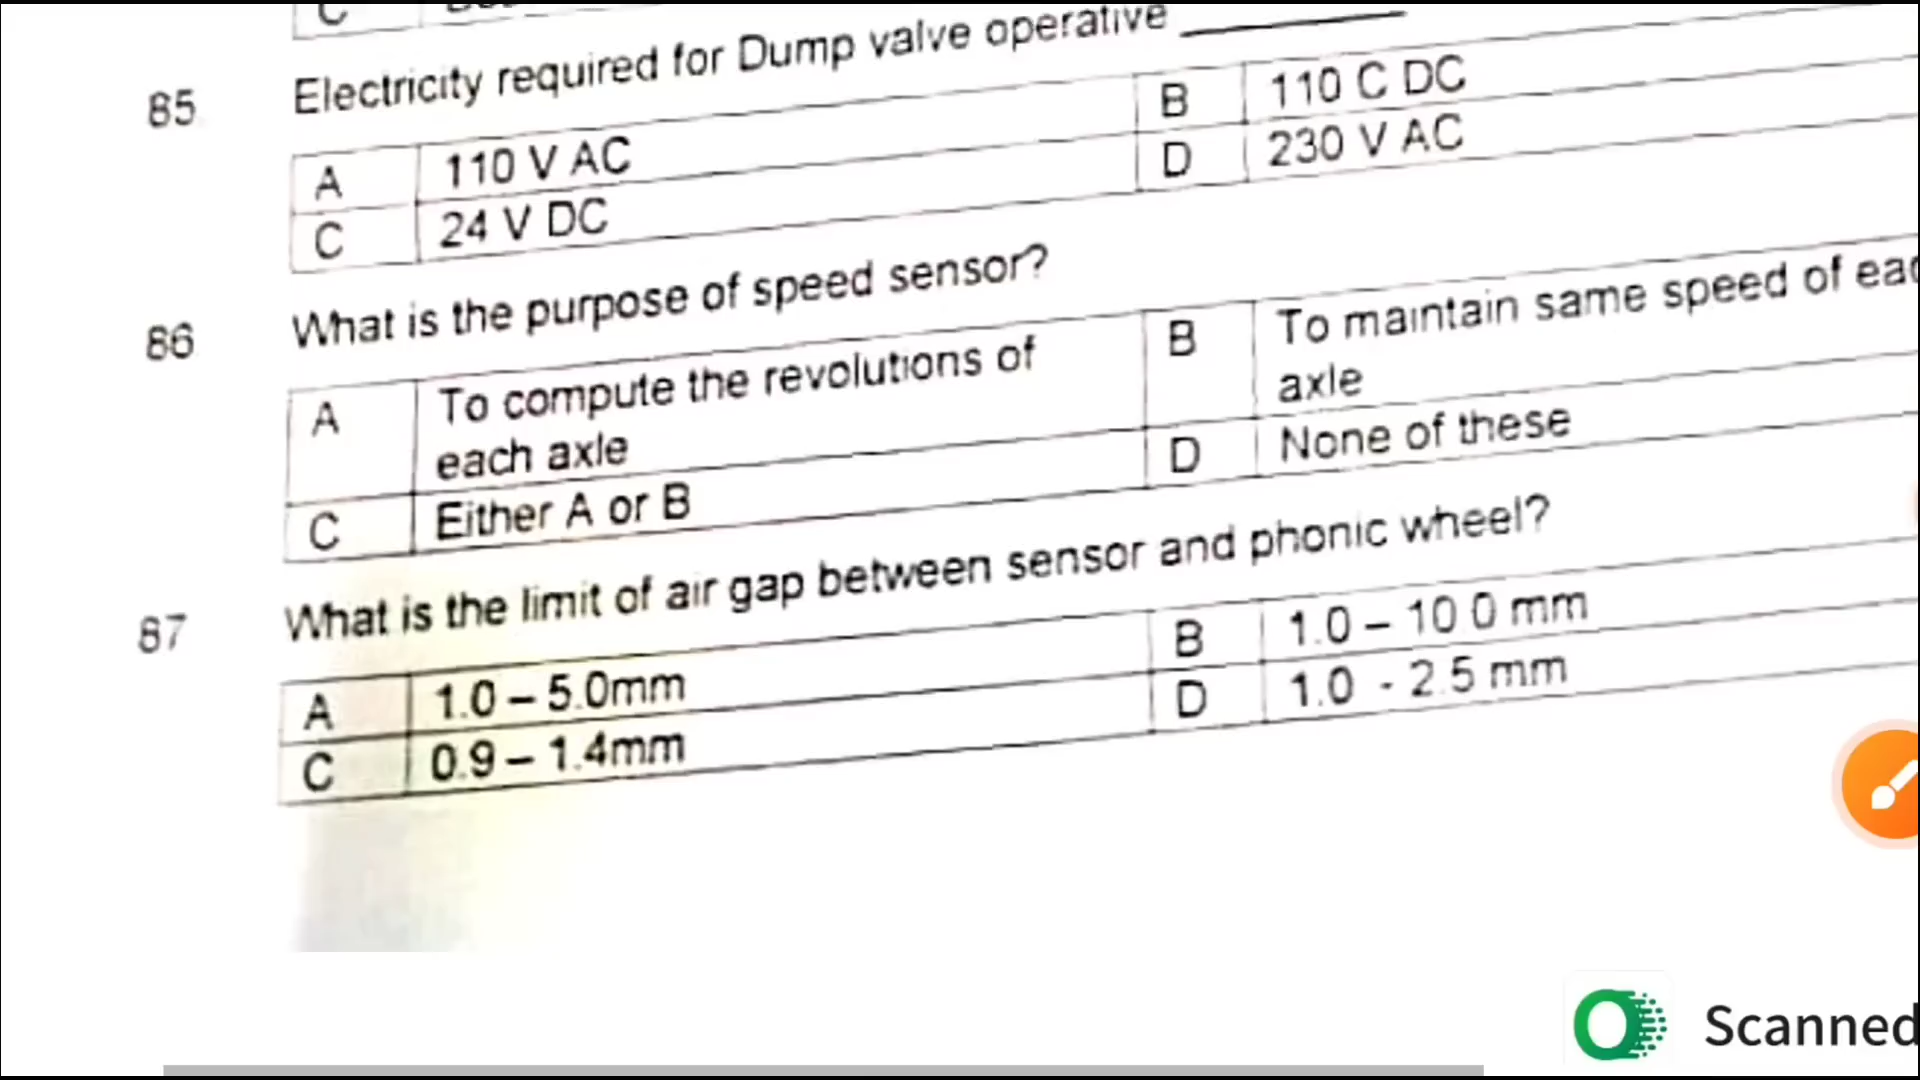 85 Electricity required for Dump valve operative
A 110 V AC B 110 C DC
C 24 V DC D 230 V AC
86 What is the purpose of speed sensor?
A To compute the revolutions of each axle B To maintain same speed of
axle
C Either A or B D None of these
87 What is the limit of air gap between sensor and phonic wheel?
A 1.0 – 5.0mm B 1.0 – 10 0 mm
C 0.9 – 1.4mm D 1.0 - 2.5 mm
Scanned